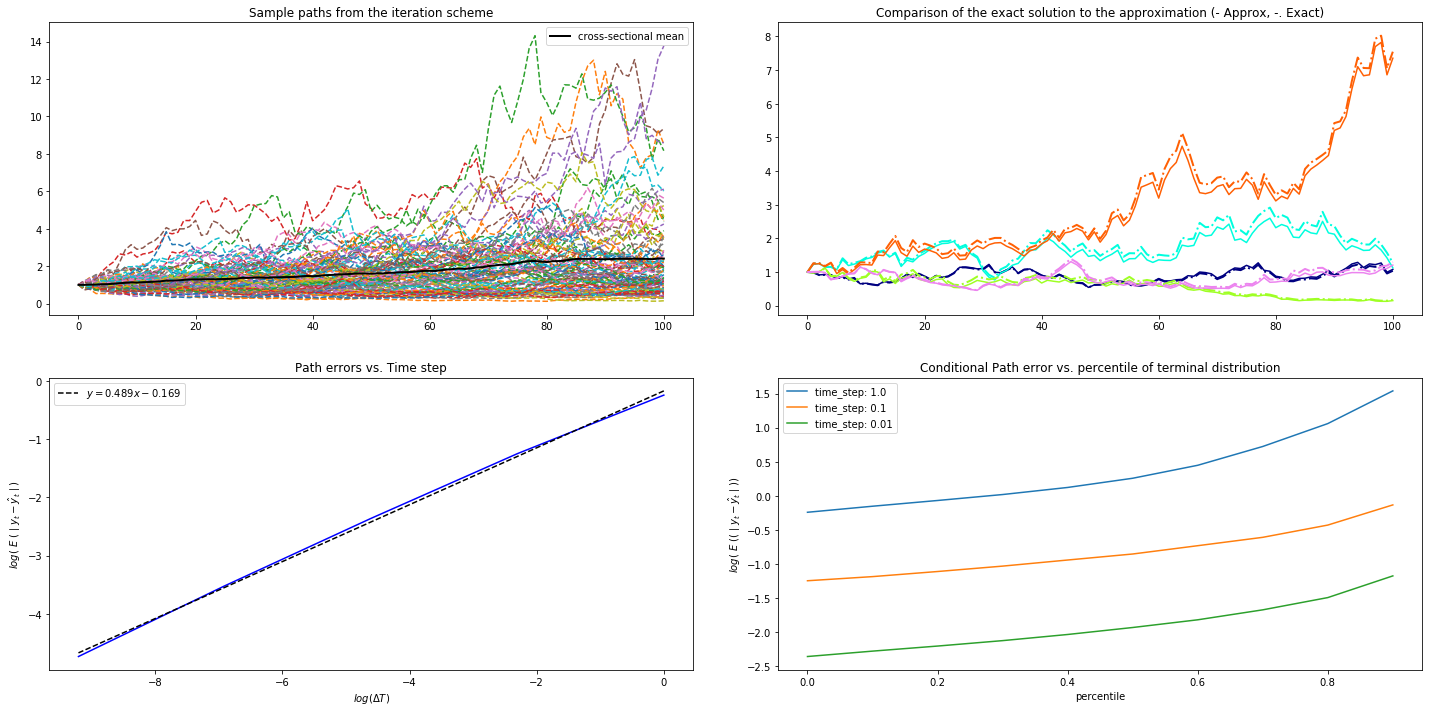 Sample paths from the iteration scheme
cross-sectional mean
14
12
10
8
6
4
2
0
0 20 40 60 80 100
Comparison of the exact solution to the approximation (- Approx, -. Exact)
8
7
6
5
4
3
2
1
0
0 20 40 60 80 100
Path errors vs. Time step
y = 0.489x − 0.169
0
−1
−2
−3
−4
log( E ( | y_t − ŷ_t | )
−8 −6 −4 −2 0
log(ΔT)
Conditional Path error vs. percentile of terminal distribution
time_step: 1.0
time_step: 0.1
time_step: 0.01
1.5
1.0
0.5
0.0
−0.5
−1.0
−1.5
−2.0
−2.5
log( E (( | y_t − ŷ_t | ))
0.0 0.2 0.4 0.6 0.8
percentile